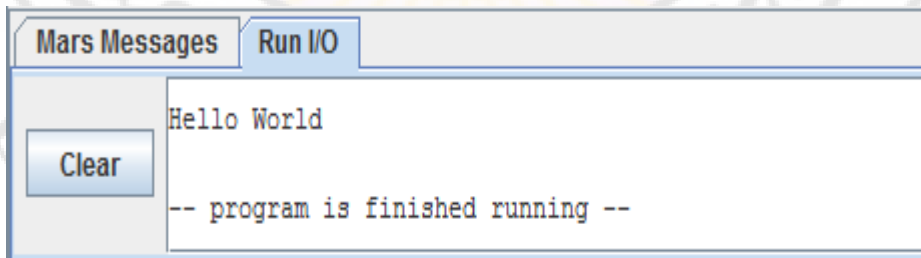 Mars Messages Run I/O
Hello World
Clear
-- program is finished running --